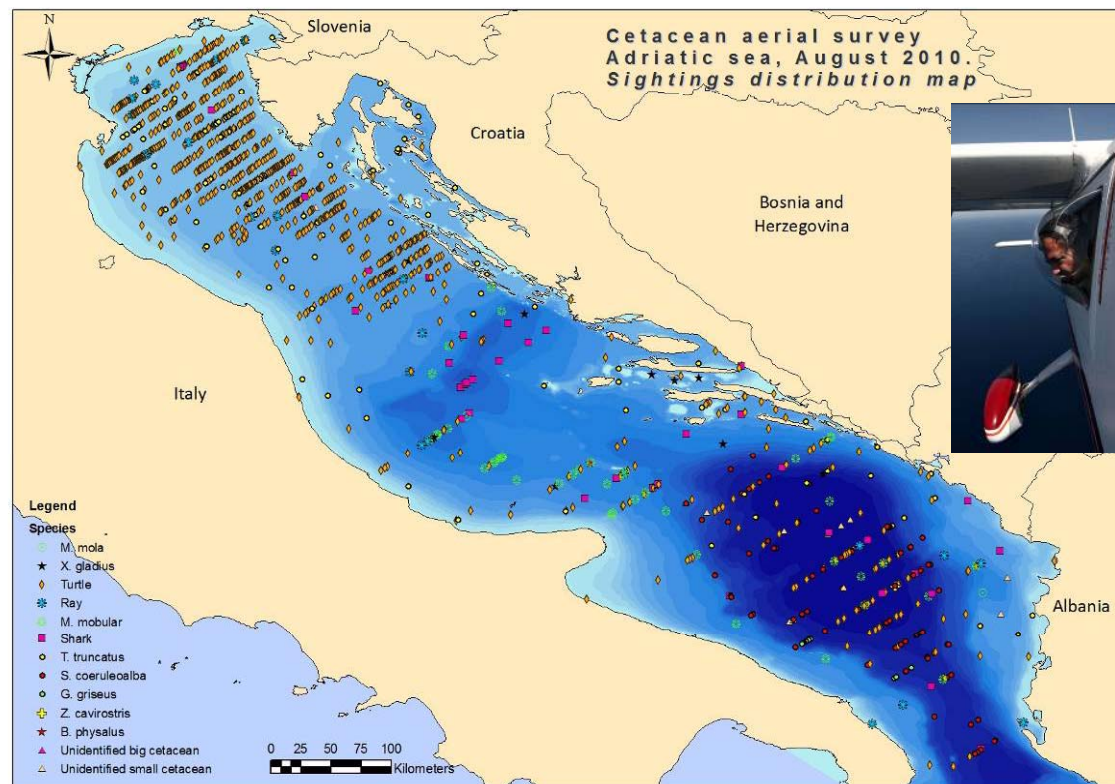 N
Slovenia
Cetacean aerial survey
Adriatic sea, August 2010.
Sightings distribution map
Croatia
Bosnia and
Herzegovina
Italy
Albania
Legend
Species
M. mola
X. gladius
Turtle
Ray
M. mobular
Shark
T. truncatus
S. coeruleoalba
G. griseus
Z. cavirostris
B. physalus
Unidentified big cetacean
Unidentified small cetacean
0 25 50 75 100
Kilometers